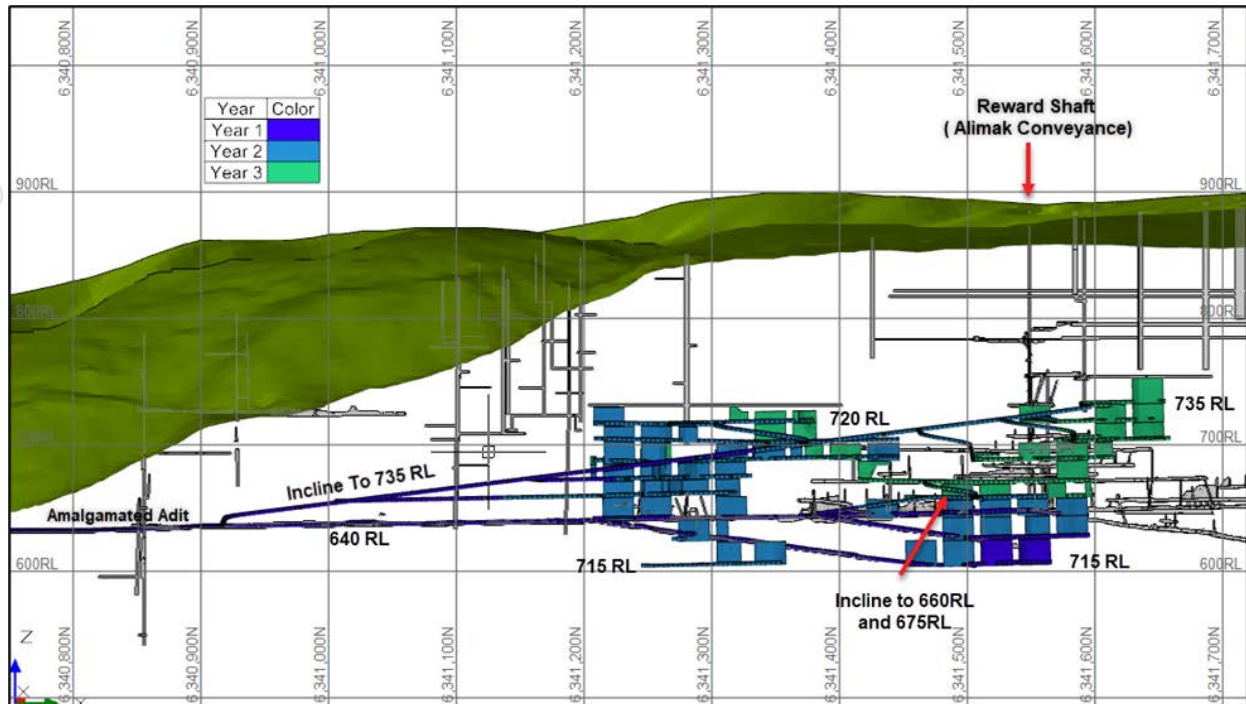 6,340,800N
6,340,900N
6,341,000N
6,341,100N
6,341,200N
6,341,300N
6,341,400N
6,341,500N
6,341,600N
6,341,700N
Year Color
Year 1
Year 2
Year 3
Reward Shaft
( Alimak Conveyance)
900RL
900RL
800RL
800RL
735 RL
720 RL
700RL
Incline To 735 RL
Amalgamated Adit
640 RL
600RL
715 RL
715 RL
600RL
Incline to 660RL
and 675RL
Z
X
6,340,800N
6,340,900N
6,341,000N
6,341,100N
6,341,200N
6,341,300N
6,341,400N
6,341,500N
6,341,600N
6,341,700N